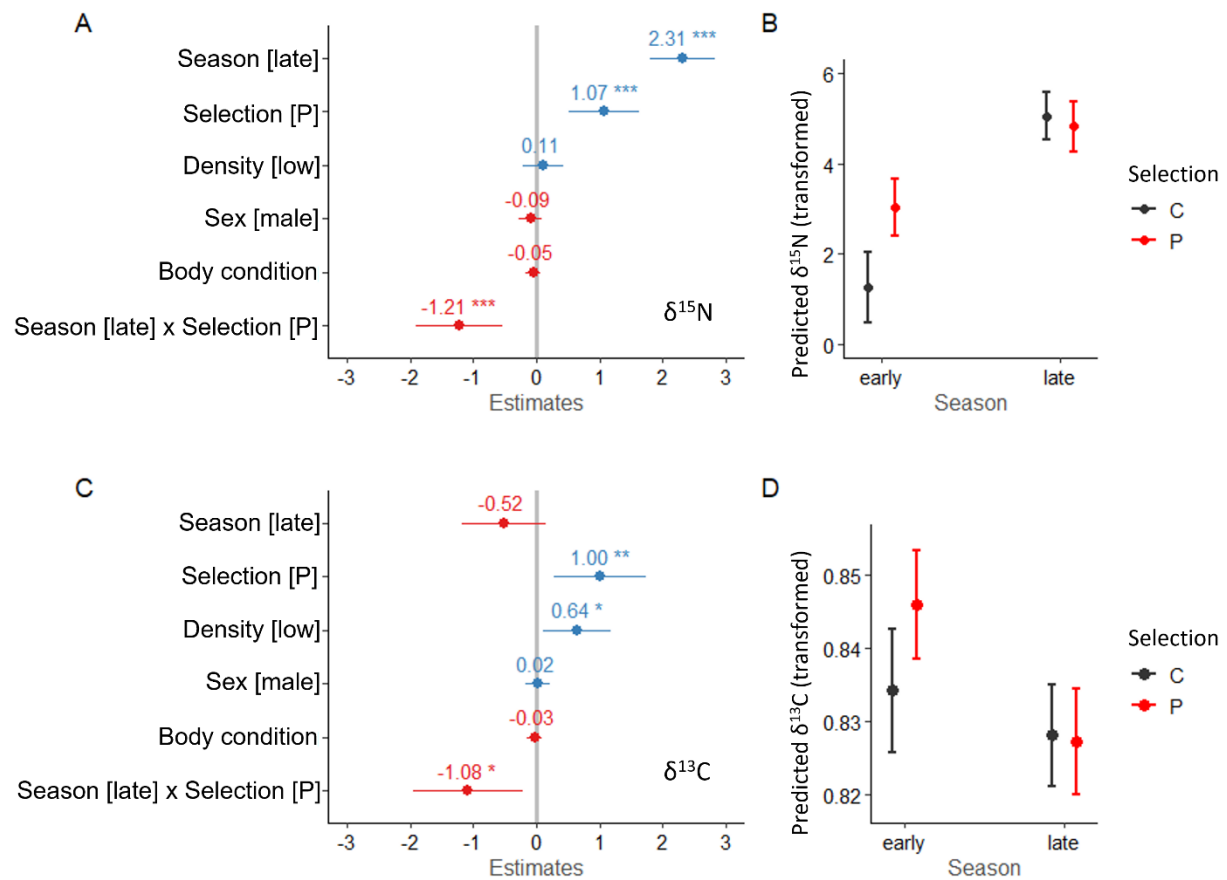 A
Season [late]
Selection [P]
Density [low]
Sex [male]
Body condition
Season [late] x Selection [P]
2.31 ***
1.07 ***
0.11
-0.09
-0.05
-1.21 ***
δ¹⁵N
-3 -2 -1 0 1 2 3
Estimates
B
Predicted δ¹⁵N (transformed)
6
4
2
0
early late
Season
Selection
C
P
C
Season [late]
Selection [P]
Density [low]
Sex [male]
Body condition
Season [late] x Selection [P]
-0.52
1.00 **
0.64 *
0.02
-0.03
-1.08 *
δ¹³C
-3 -2 -1 0 1 2 3
Estimates
D
Predicted δ¹³C (transformed)
0.85
0.84
0.83
0.82
early late
Season
Selection
C
P